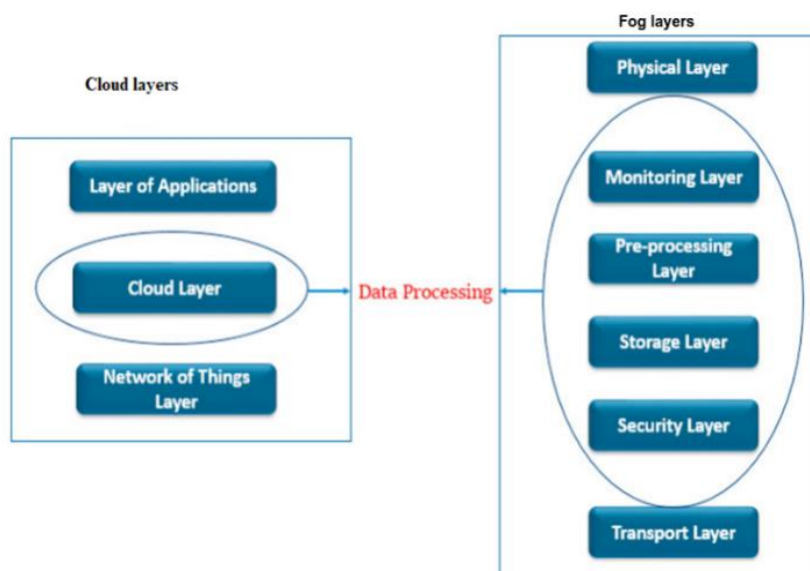 Cloud layers
Layer of Applications
Cloud Layer
Network of Things
Layer
Data Processing
Fog layers
Physical Layer
Monitoring Layer
Pre-processing
Layer
Storage Layer
Security Layer
Transport Layer